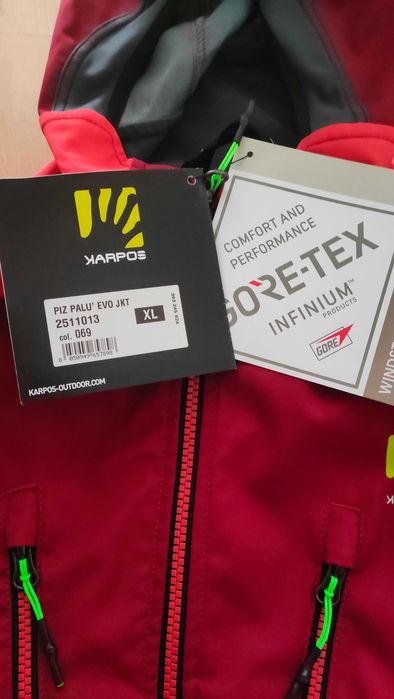 KARPOS
PIZ PALU' EVO JKT
2511013
col. 069
XL
KARPOS-OUTDOOR.COM
COMFORT AND
PERFORMANCE
GORE-TEX
INFINIUM™
PRODUCTS
GORE